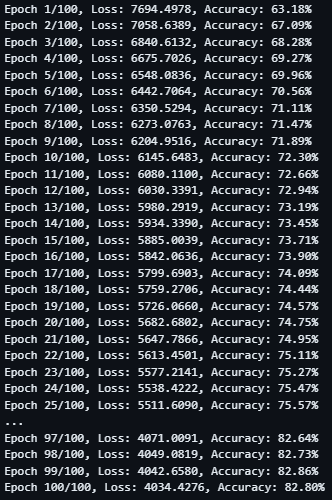 Epoch 1/100, Loss: 7694.4978, Accuracy: 63.18%
Epoch 2/100, Loss: 7058.6389, Accuracy: 67.09%
Epoch 3/100, Loss: 6840.6132, Accuracy: 68.28%
Epoch 4/100, Loss: 6675.7026, Accuracy: 69.27%
Epoch 5/100, Loss: 6548.0836, Accuracy: 69.96%
Epoch 6/100, Loss: 6442.7064, Accuracy: 70.56%
Epoch 7/100, Loss: 6350.5294, Accuracy: 71.11%
Epoch 8/100, Loss: 6273.0763, Accuracy: 71.47%
Epoch 9/100, Loss: 6204.9516, Accuracy: 71.89%
Epoch 10/100, Loss: 6145.6483, Accuracy: 72.30%
Epoch 11/100, Loss: 6080.1100, Accuracy: 72.66%
Epoch 12/100, Loss: 6030.3391, Accuracy: 72.94%
Epoch 13/100, Loss: 5980.2919, Accuracy: 73.19%
Epoch 14/100, Loss: 5934.3390, Accuracy: 73.45%
Epoch 15/100, Loss: 5885.0039, Accuracy: 73.71%
Epoch 16/100, Loss: 5842.0636, Accuracy: 73.90%
Epoch 17/100, Loss: 5799.6903, Accuracy: 74.09%
Epoch 18/100, Loss: 5759.2706, Accuracy: 74.44%
Epoch 19/100, Loss: 5726.0660, Accuracy: 74.57%
Epoch 20/100, Loss: 5682.6802, Accuracy: 74.75%
Epoch 21/100, Loss: 5647.7866, Accuracy: 74.95%
Epoch 22/100, Loss: 5613.4501, Accuracy: 75.11%
Epoch 23/100, Loss: 5577.2141, Accuracy: 75.27%
Epoch 24/100, Loss: 5538.4222, Accuracy: 75.47%
Epoch 25/100, Loss: 5511.6090, Accuracy: 75.57%
...
Epoch 97/100, Loss: 4071.0091, Accuracy: 82.64%
Epoch 98/100, Loss: 4049.0819, Accuracy: 82.73%
Epoch 99/100, Loss: 4042.6580, Accuracy: 82.86%
Epoch 100/100, Loss: 4034.4276, Accuracy: 82.80%